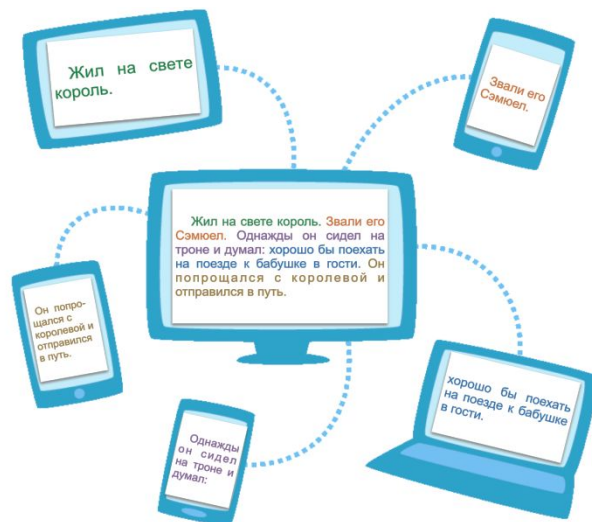 Жил на свете
король.
Звали его
Сэмюел.
Жил на свете король. Звали его
Сэмюел. Однажды он сидел на
троне и думал: хорошо бы поехать
на поезде к бабушке в гости. Он
попрощался с королевой и
отправился в путь.
Он попро-
щался с
королевой и
отправился
в путь.
Однажды
он сидел
на троне и
думал:
хорошо бы поехать
на поезде к бабушке
в гости.